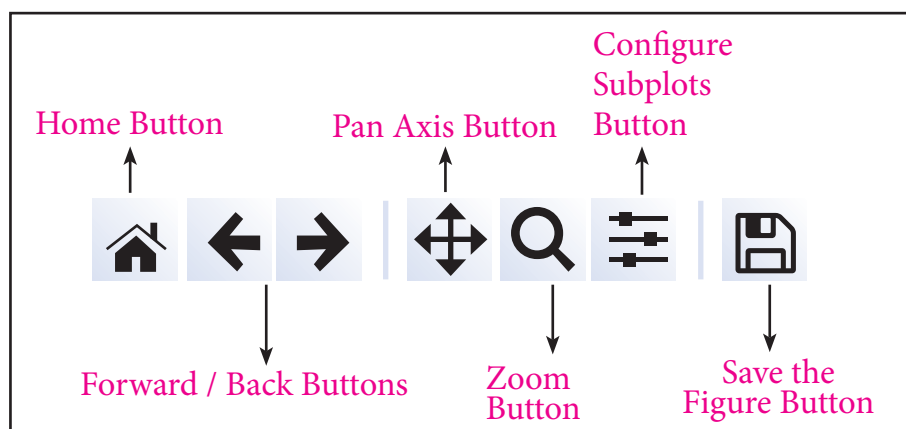 Home Button
Pan Axis Button
Configure
Subplots
Button
Forward / Back Buttons
Zoom
Button
Save the
Figure Button